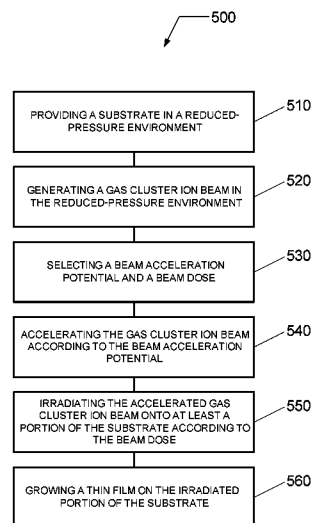 500
PROVIDING A SUBSTRATE IN A REDUCED-
PRESSURE ENVIRONMENT
510
GENERATING A GAS CLUSTER ION BEAM IN
THE REDUCED-PRESSURE ENVIRONMENT
520
SELECTING A BEAM ACCELERATION
POTENTIAL AND A BEAM DOSE
530
ACCELERATING THE GAS CLUSTER ION BEAM
ACCORDING TO THE BEAM ACCELERATION
POTENTIAL
540
IRRADIATING THE ACCELERATED GAS
CLUSTER ION BEAM ONTO AT LEAST A
PORTION OF THE SUBSTRATE ACCORDING TO
THE BEAM DOSE
550
GROWING A THIN FILM ON THE IRRADIATED
PORTION OF THE SUBSTRATE
560